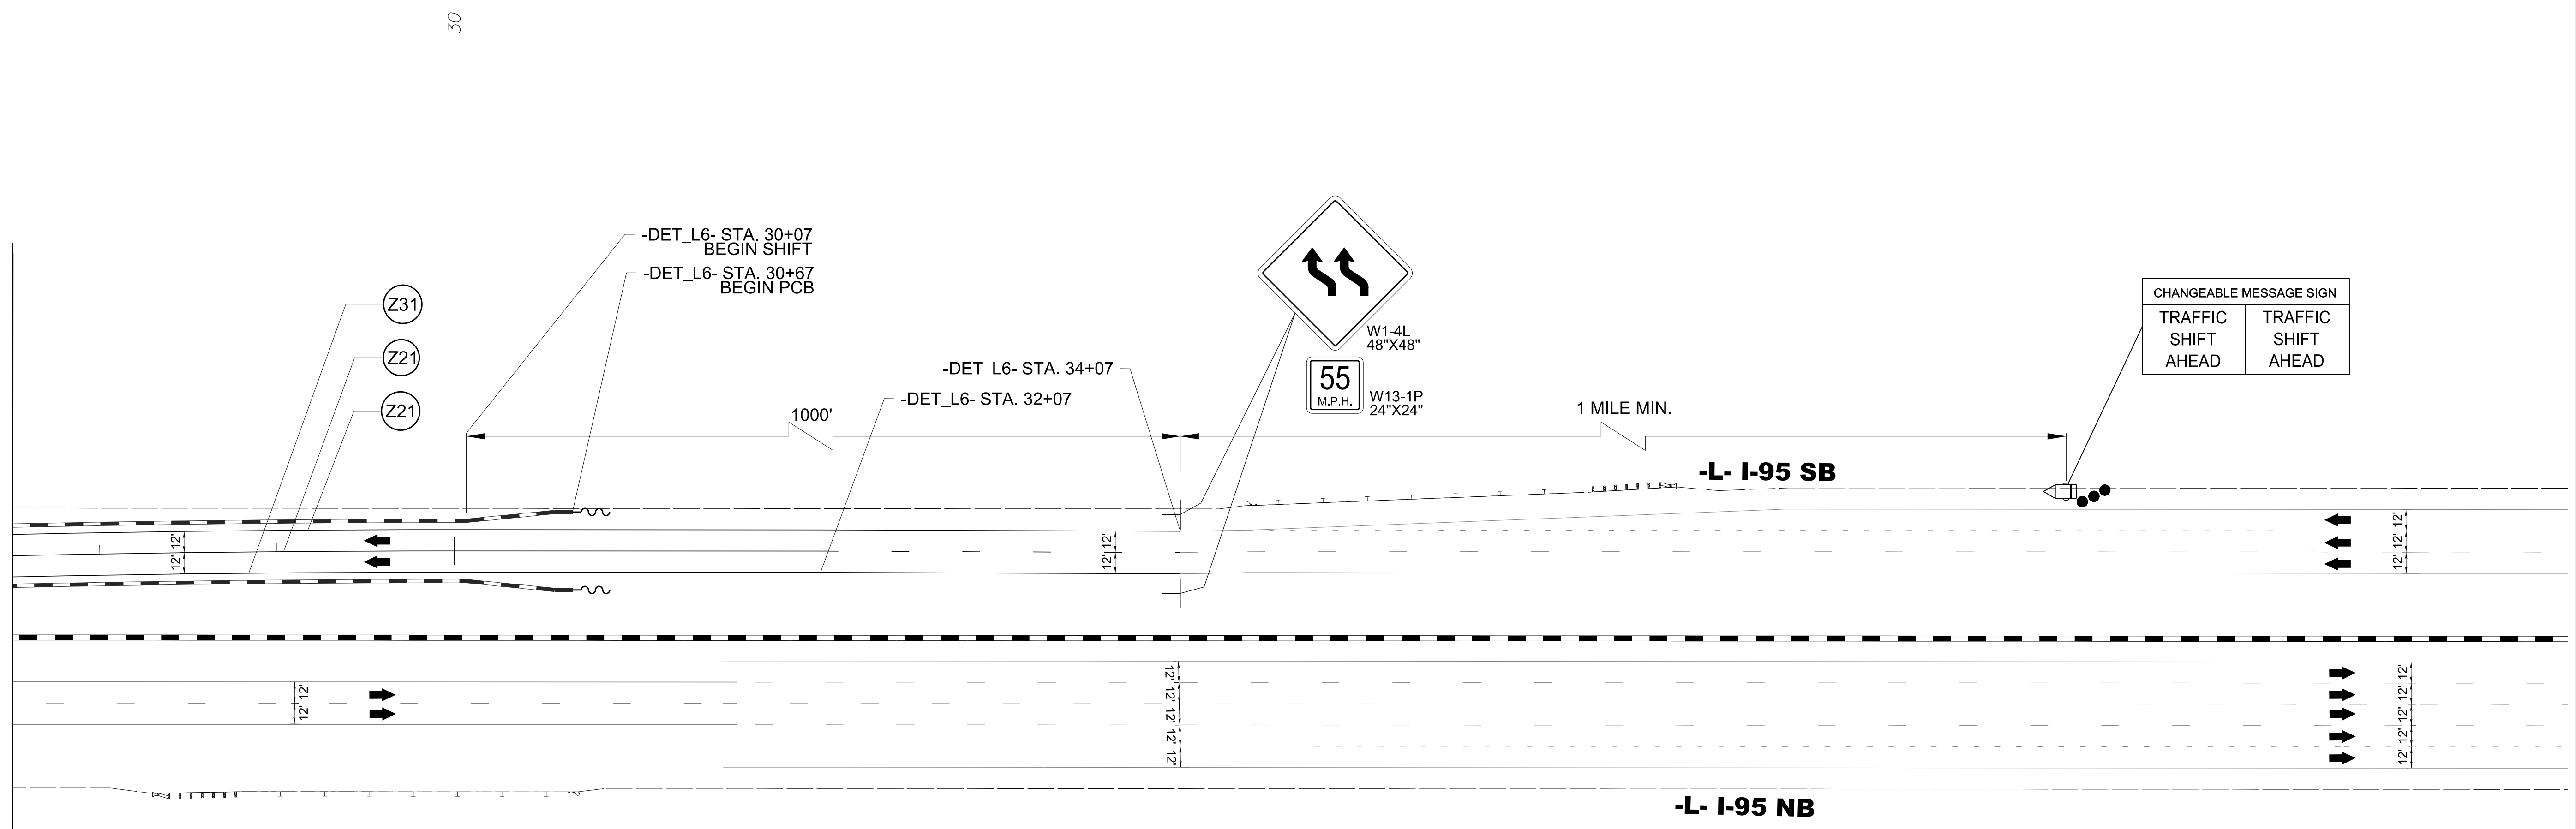 30
-DET_L6- STA. 30+07
BEGIN SHIFT
-DET_L6- STA. 30+67
BEGIN PCB
Z31
Z21
Z21
1000'
-DET_L6- STA. 34+07
-DET_L6- STA. 32+07
W1-4L
48"X48"
55
M.P.H.
W13-1P
24"X24"
1 MILE MIN.
CHANGEABLE MESSAGE SIGN
TRAFFIC
SHIFT
AHEAD
TRAFFIC
SHIFT
AHEAD
-L- I-95 SB
12' 12'
12' 12'
12' 12' 12'
12' 12'
12' 12' 12' 12' 12'
12' 12' 12' 12' 12'
-L- I-95 NB